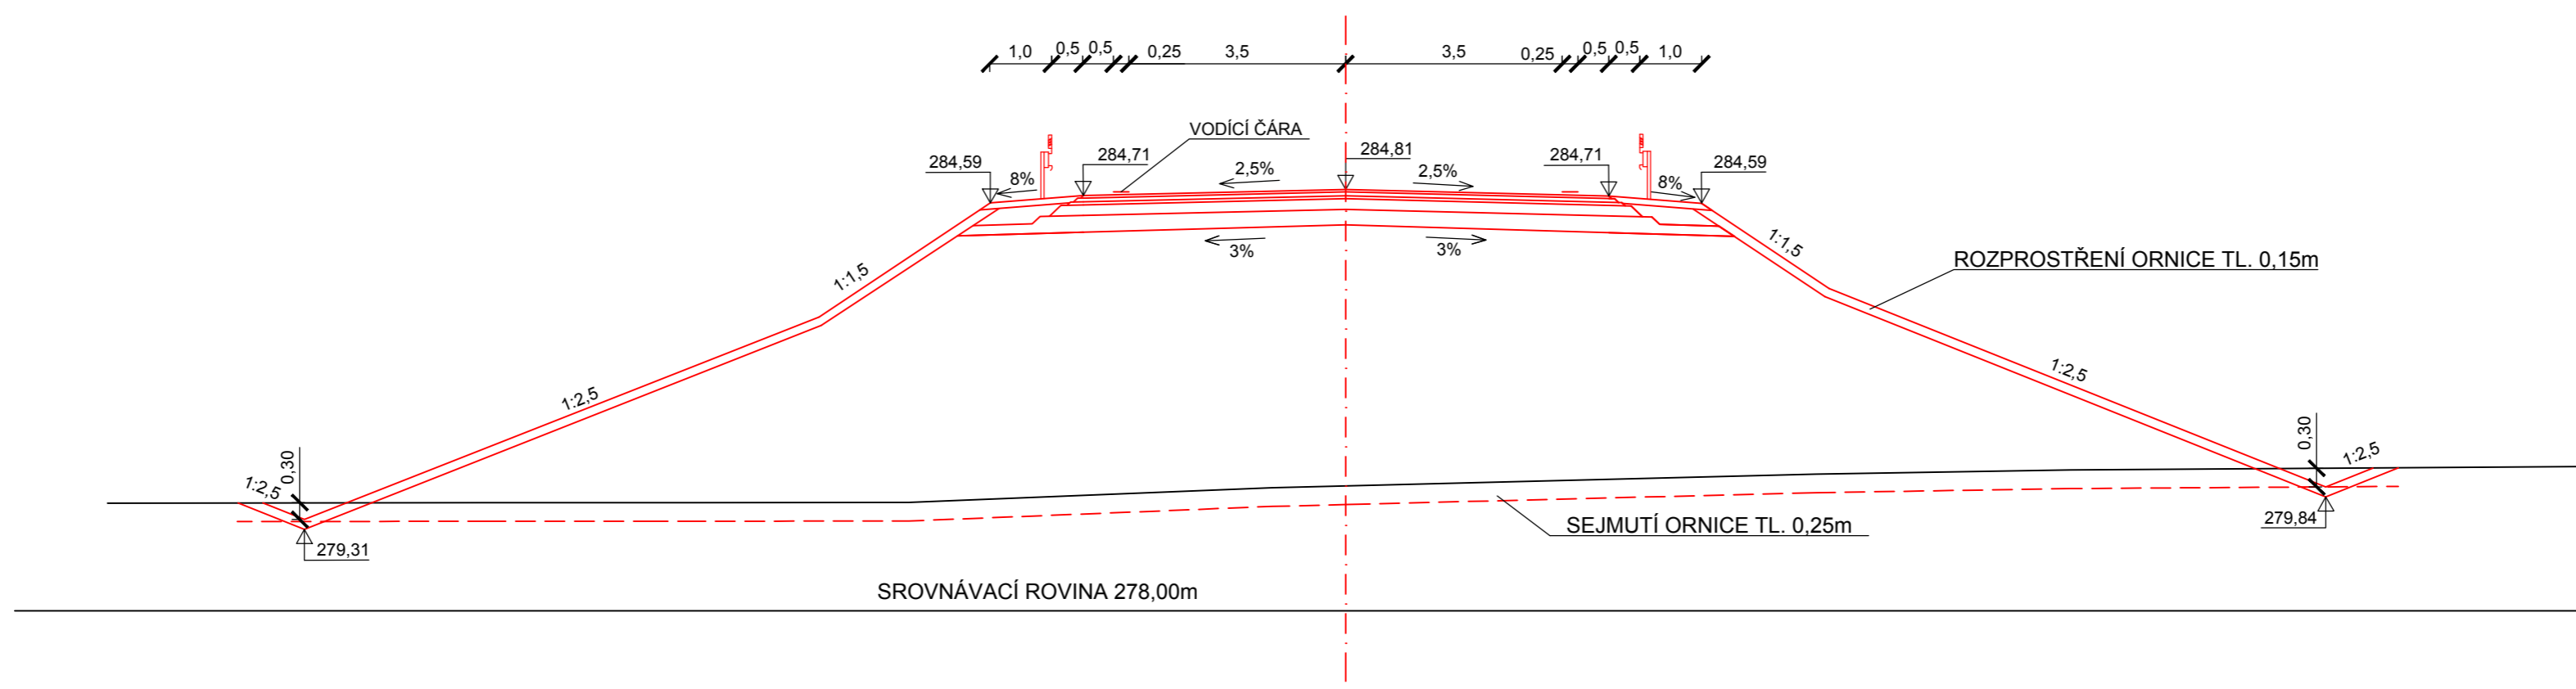 1,0 0,5 0,5 0,25 3,5 3,5 0,25 0,5 0,5 1,0
VODÍCÍ ČÁRA
284,59 8% 284,71 2,5% 284,81 2,5% 284,71 8% 284,59
3% 3%
1:1,5 1:1,5
ROZPROSTŘENÍ ORNICE TL. 0,15m
1:2,5 1:2,5
1:2,5 0,30 0,30 1:2,5
279,31 279,84
SEJMUTÍ ORNICE TL. 0,25m
SROVNÁVACÍ ROVINA 278,00m